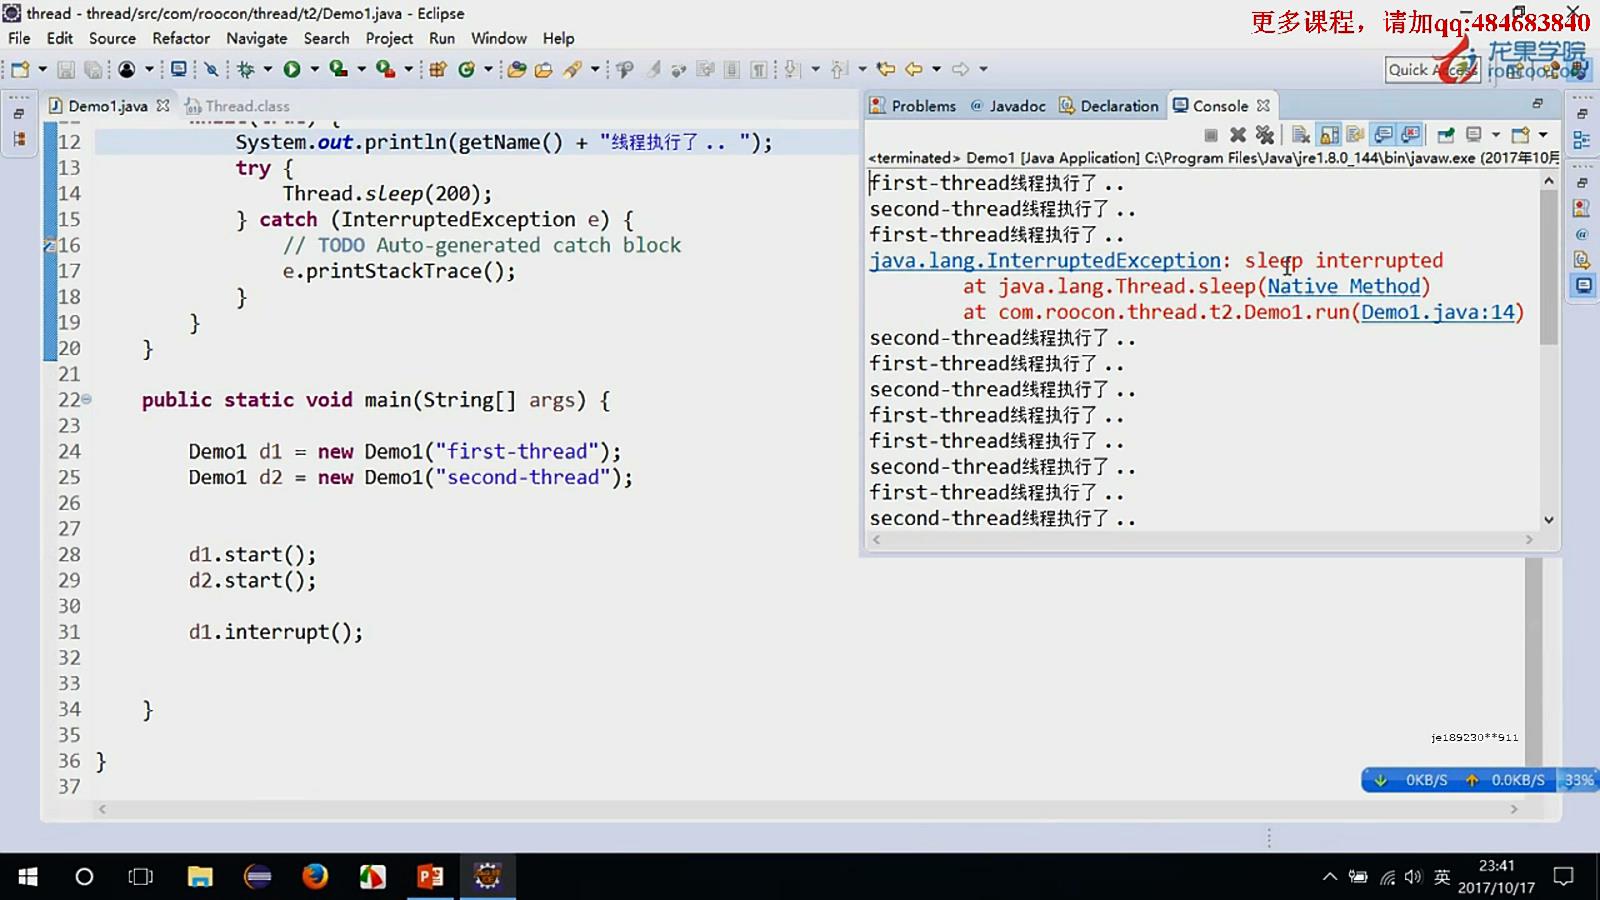 thread - thread/src/com/roocon/thread/t2/Demo1.java - Eclipse
更多课程，请加qq:484683840
龙果学院
File Edit Source Refactor Navigate Search Project Run Window Help
Quick Access
roncoo.com
Demo1.java
Thread.class
12 System.out.println(getName() + "线程执行了 .. ");
13 try {
14 Thread.sleep(200);
15 } catch (InterruptedException e) {
16 // TODO Auto-generated catch block
17 e.printStackTrace();
18 }
19 }
20 }
21
22 public static void main(String[] args) {
23
24 Demo1 d1 = new Demo1("first-thread");
25 Demo1 d2 = new Demo1("second-thread");
26
27
28 d1.start();
29 d2.start();
30
31 d1.interrupt();
32
33
34 }
35
36 }
37
Problems @ Javadoc Declaration Console
<terminated> Demo1 [Java Application] C:\Program Files\Java\jre1.8.0_144\bin\javaw.exe (2017年10月
first-thread线程执行了 ..
second-thread线程执行了 ..
first-thread线程执行了 ..
java.lang.InterruptedException: sleep interrupted
at java.lang.Thread.sleep(Native Method)
at com.roocon.thread.t2.Demo1.run(Demo1.java:14)
second-thread线程执行了 ..
first-thread线程执行了 ..
second-thread线程执行了 ..
first-thread线程执行了 ..
first-thread线程执行了 ..
second-thread线程执行了 ..
first-thread线程执行了 ..
second-thread线程执行了 ..
je189230**911
0KB/S 0.0KB/S 33%
英
23:41
2017/10/17